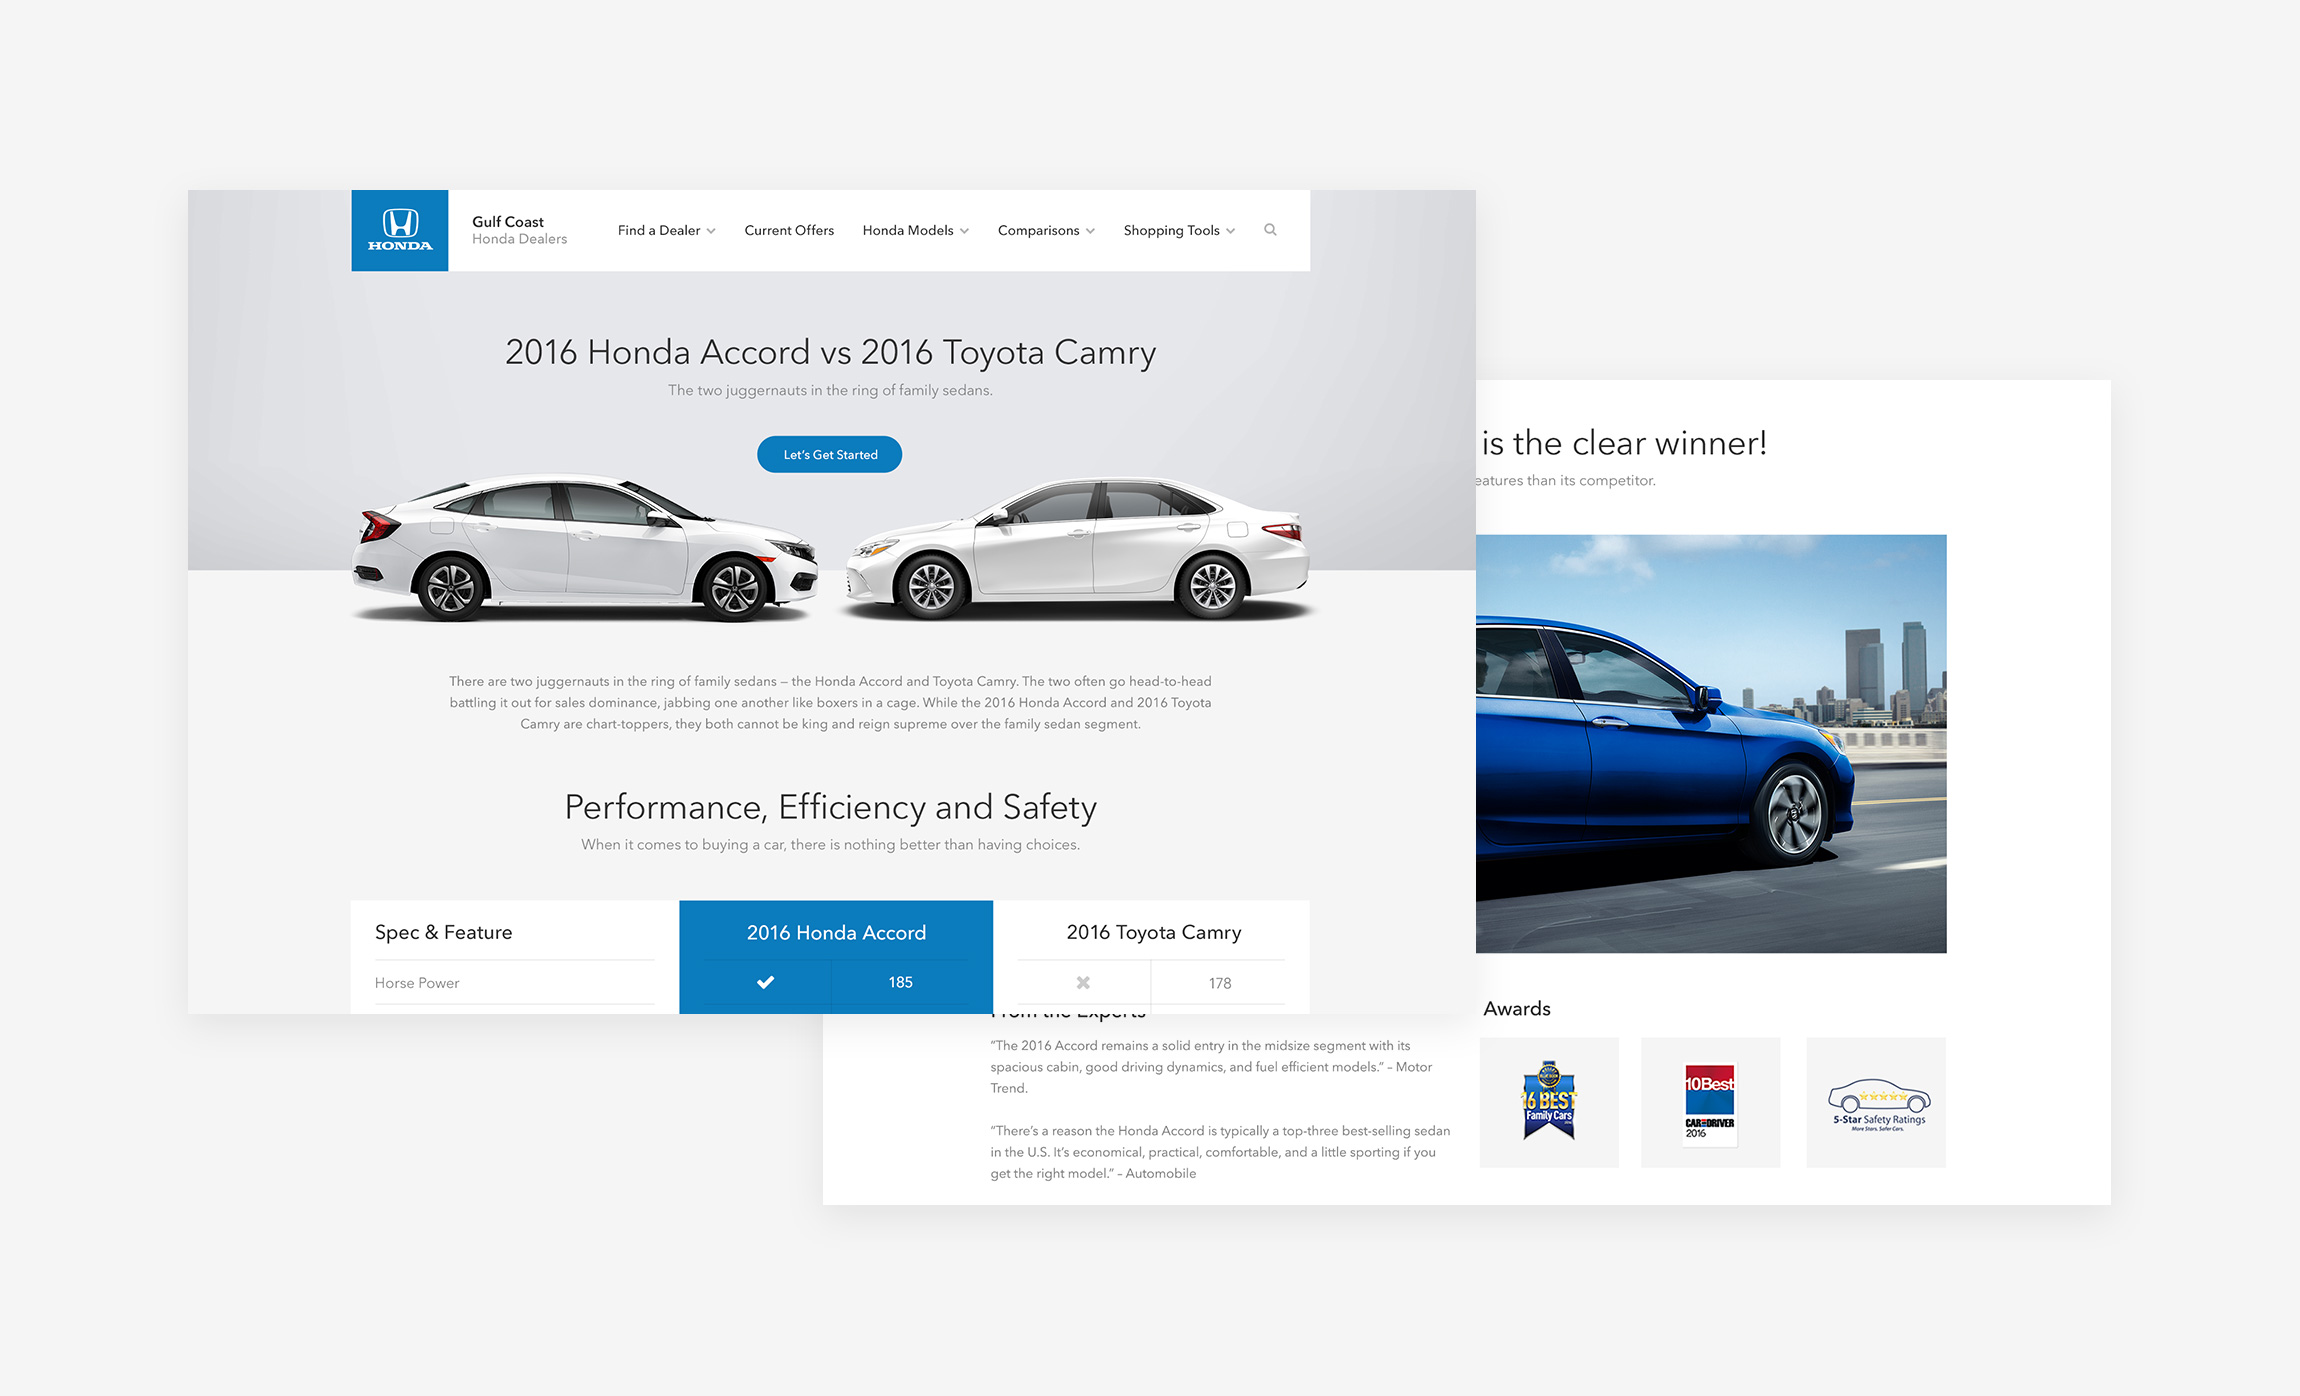 HONDA
Gulf Coast
Honda Dealers
Find a Dealer
Current Offers
Honda Models
Comparisons
Shopping Tools
2016 Honda Accord vs 2016 Toyota Camry
The two juggernauts in the ring of family sedans.
Let's Get Started
There are two juggernauts in the ring of family sedans – the Honda Accord and Toyota Camry. The two often go head-to-head
battling it out for sales dominance, jabbing one another like boxers in a cage. While the 2016 Honda Accord and 2016 Toyota
Camry are chart-toppers, they both cannot be king and reign supreme over the family sedan segment.
Performance, Efficiency and Safety
When it comes to buying a car, there is nothing better than having choices.
Spec & Feature
2016 Honda Accord
2016 Toyota Camry
Horse Power
185
178
is the clear winner!
eatures than its competitor.
From the Experts
"The 2016 Accord remains a solid entry in the midsize segment with its
spacious cabin, good driving dynamics, and fuel efficient models." – Motor
Trend.
"There's a reason the Honda Accord is typically a top-three best-selling sedan
in the U.S. It's economical, practical, comfortable, and a little sporting if you
get the right model." – Automobile
Awards
16 BEST
Family Cars
10Best
CAR AND DRIVER
2016
5-Star Safety Ratings
More Stars. Safer Cars.